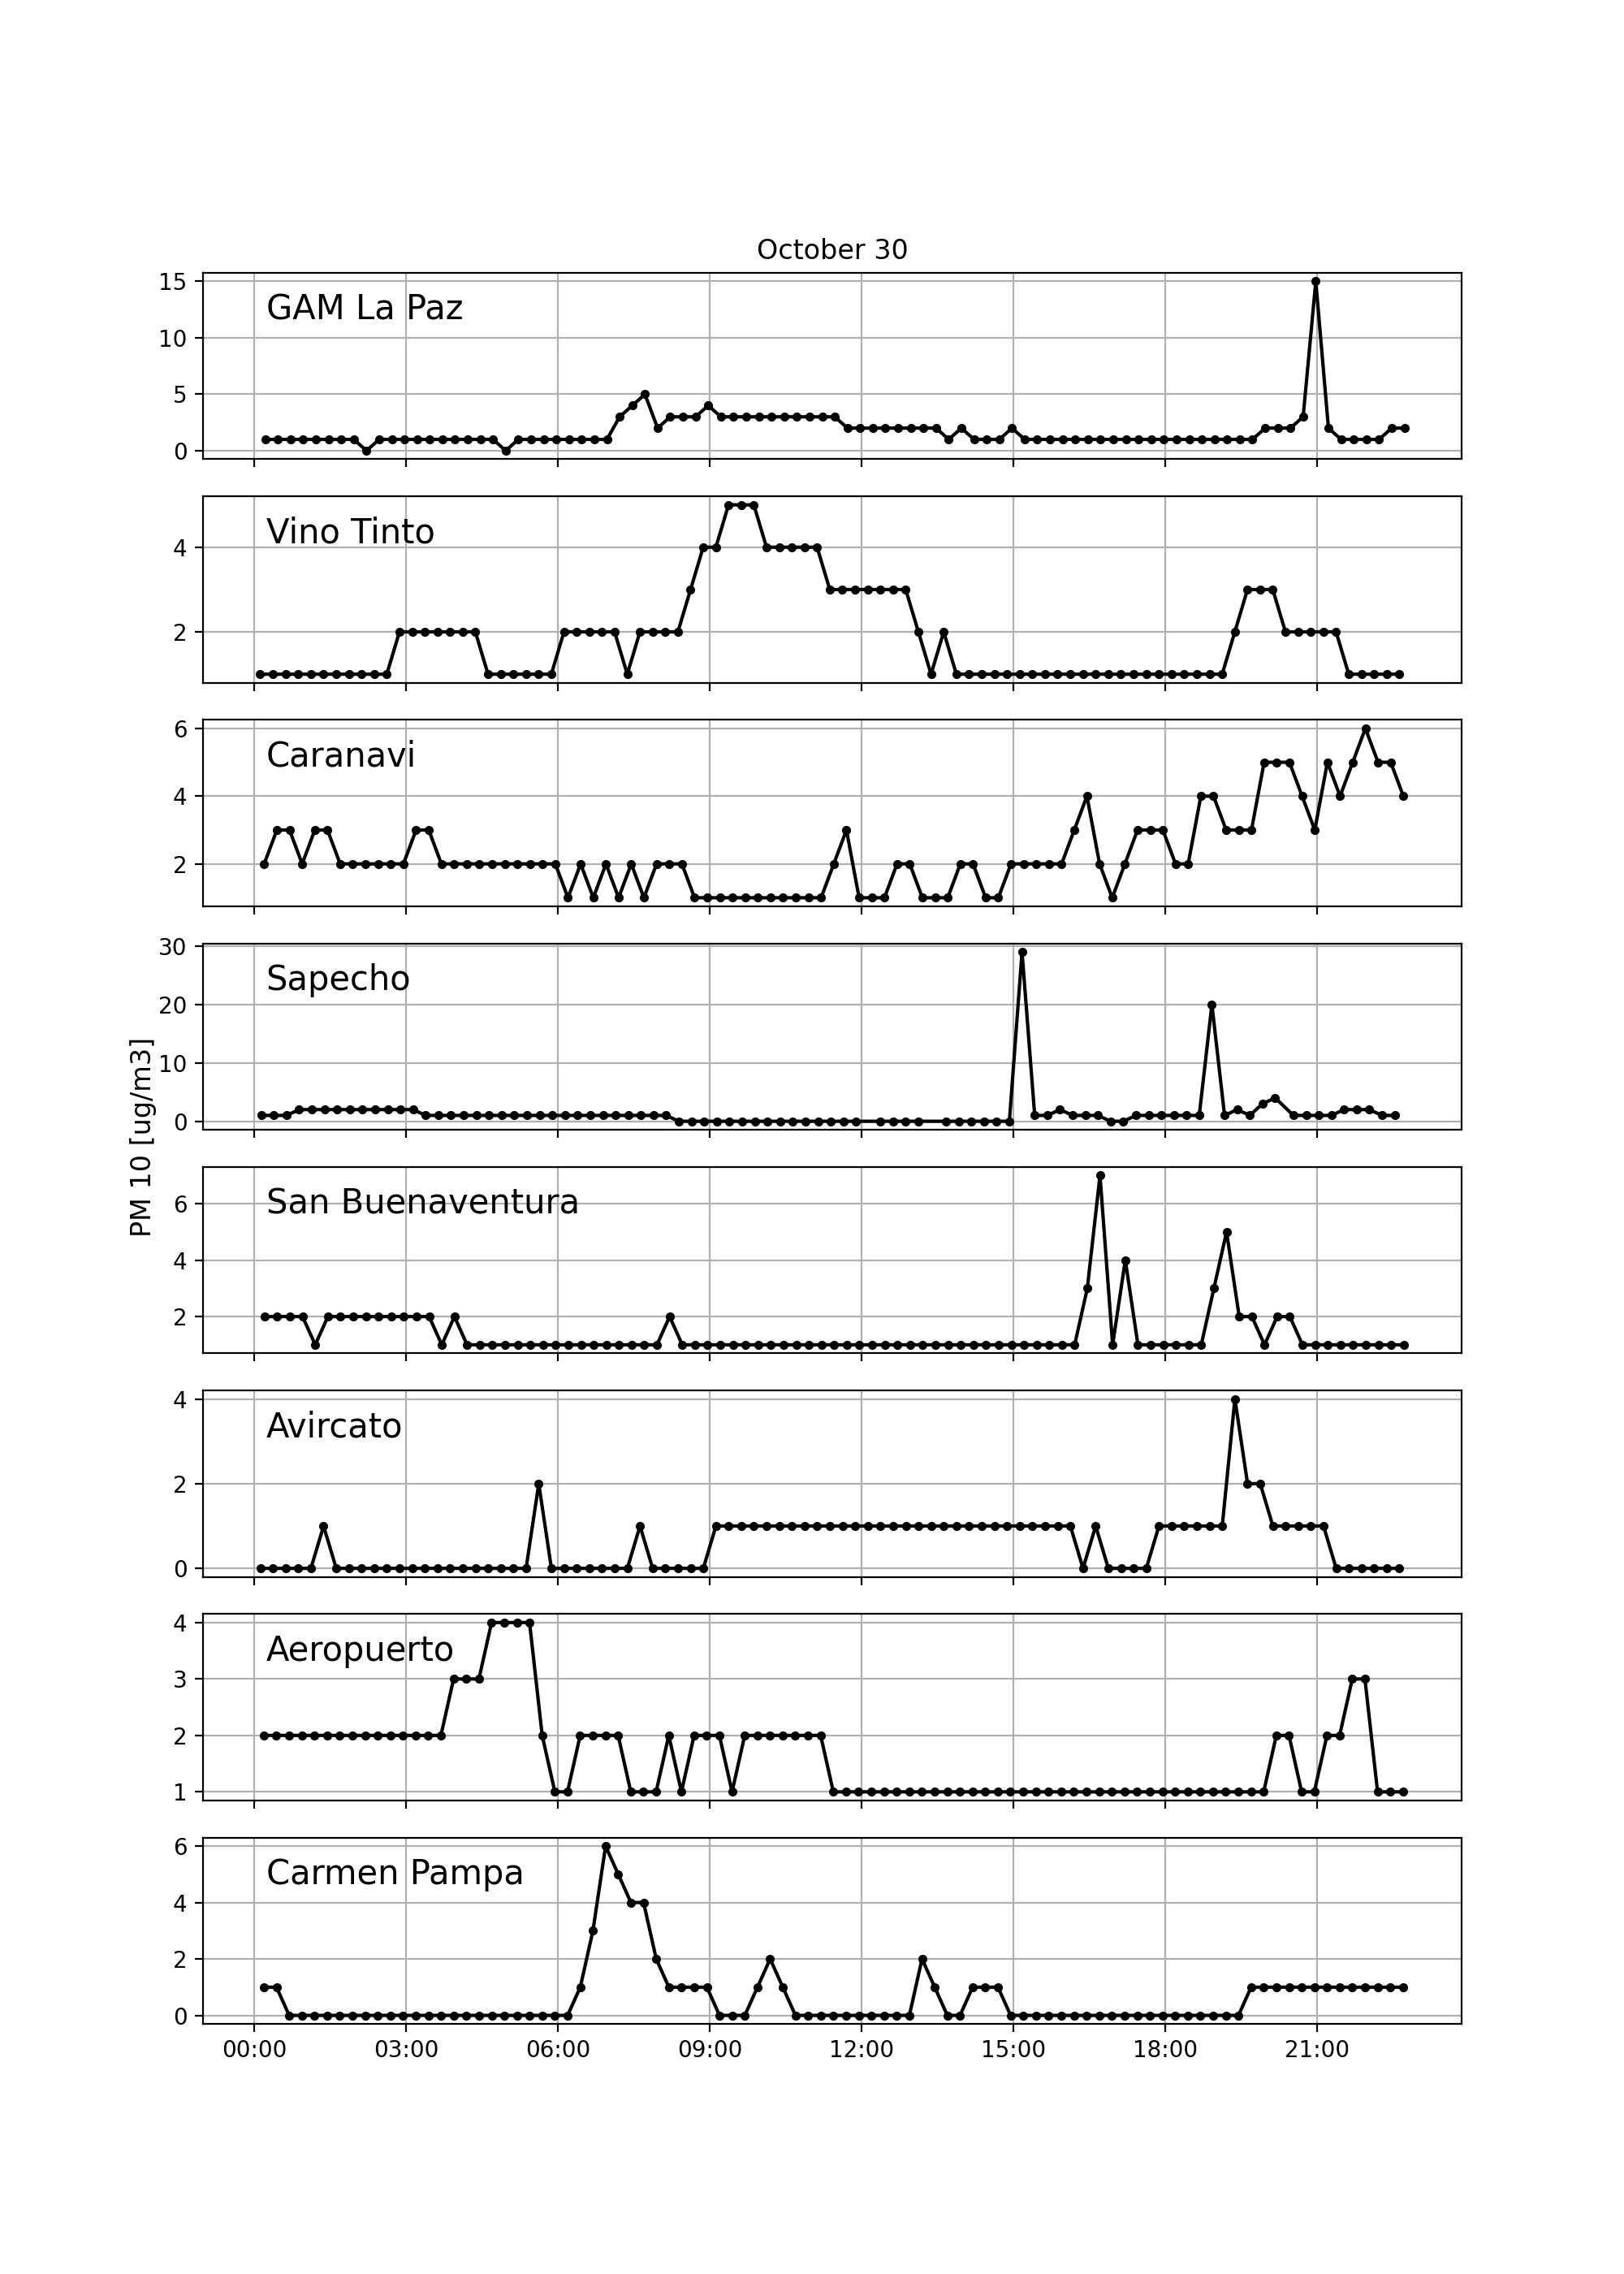 October 30
PM 10 [ug/m3]
GAM La Paz
15
10
5
0
Vino Tinto
4
2
Caranavi
6
4
2
Sapecho
30
20
10
0
San Buenaventura
6
4
2
Avircato
4
2
0
Aeropuerto
4
3
2
1
Carmen Pampa
6
4
2
0
00:00 03:00 06:00 09:00 12:00 15:00 18:00 21:00